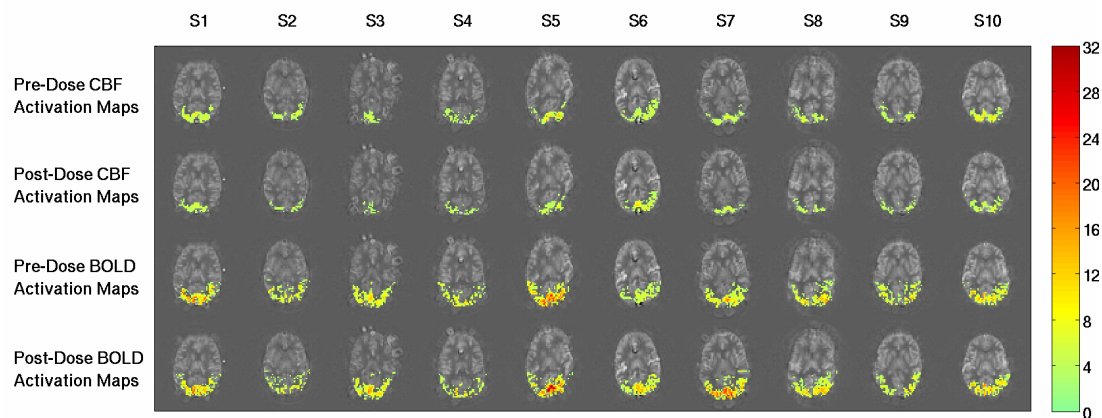 S1 S2 S3 S4 S5 S6 S7 S8 S9 S10
Pre-Dose CBF
Activation Maps
Post-Dose CBF
Activation Maps
Pre-Dose BOLD
Activation Maps
Post-Dose BOLD
Activation Maps
32
28
24
20
16
12
8
4
0